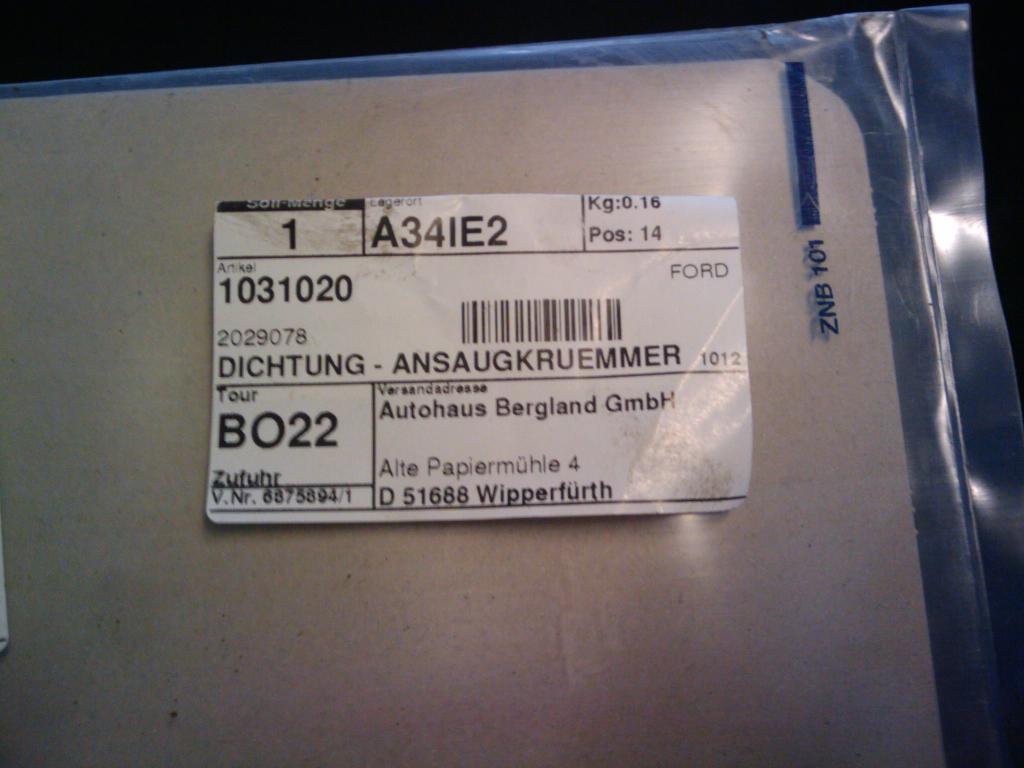 Soll-Menge
1
Lagerort
A34IE2
Kg:0.16
Pos: 14
Artikel
1031020
FORD
2029078
DICHTUNG - ANSAUGKRUEMMER 1012
Tour
BO22
Zufuhr
V.Nr. 6875894/1
Versandadresse
Autohaus Bergland GmbH
Alte Papiermühle 4
D 51688 Wipperfürth
ZNB 101